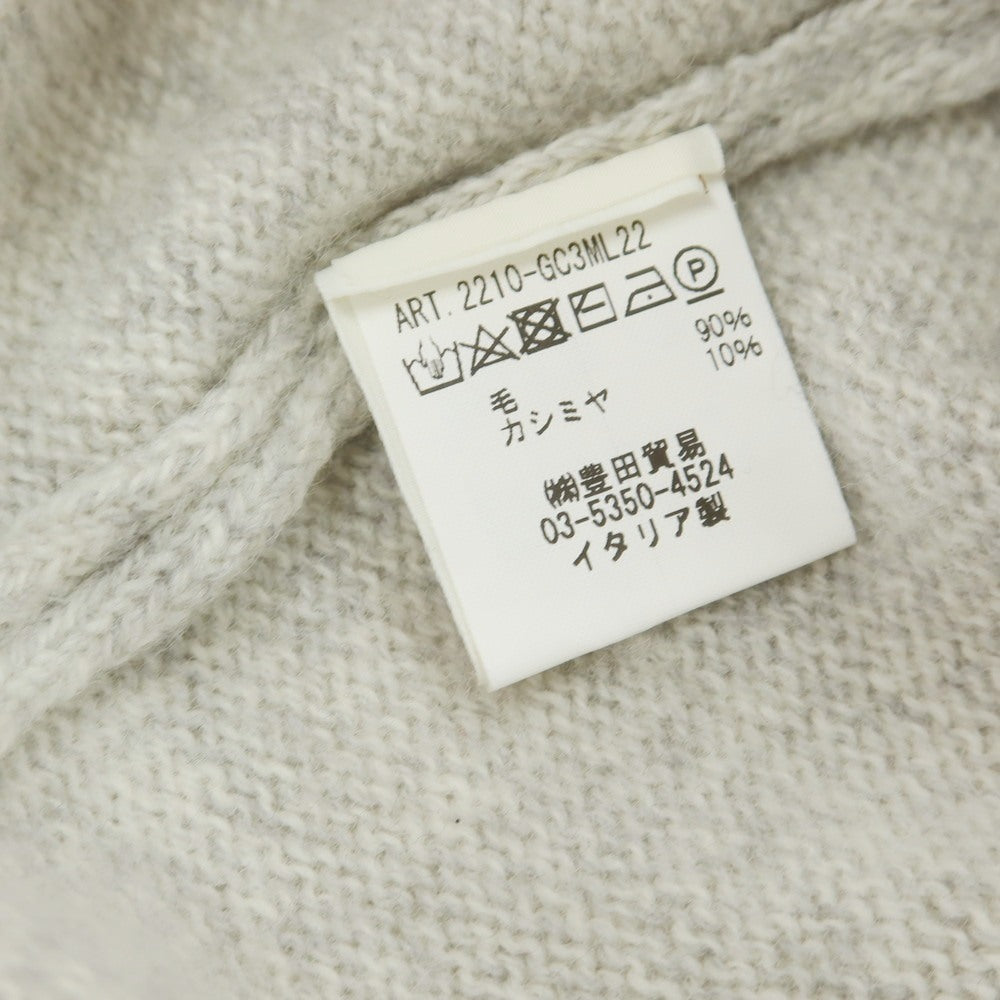 ART. 2210-GC3ML22
P
毛 90%
カシミヤ 10%
㈱豊田貿易
03-5350-4524
イタリア製